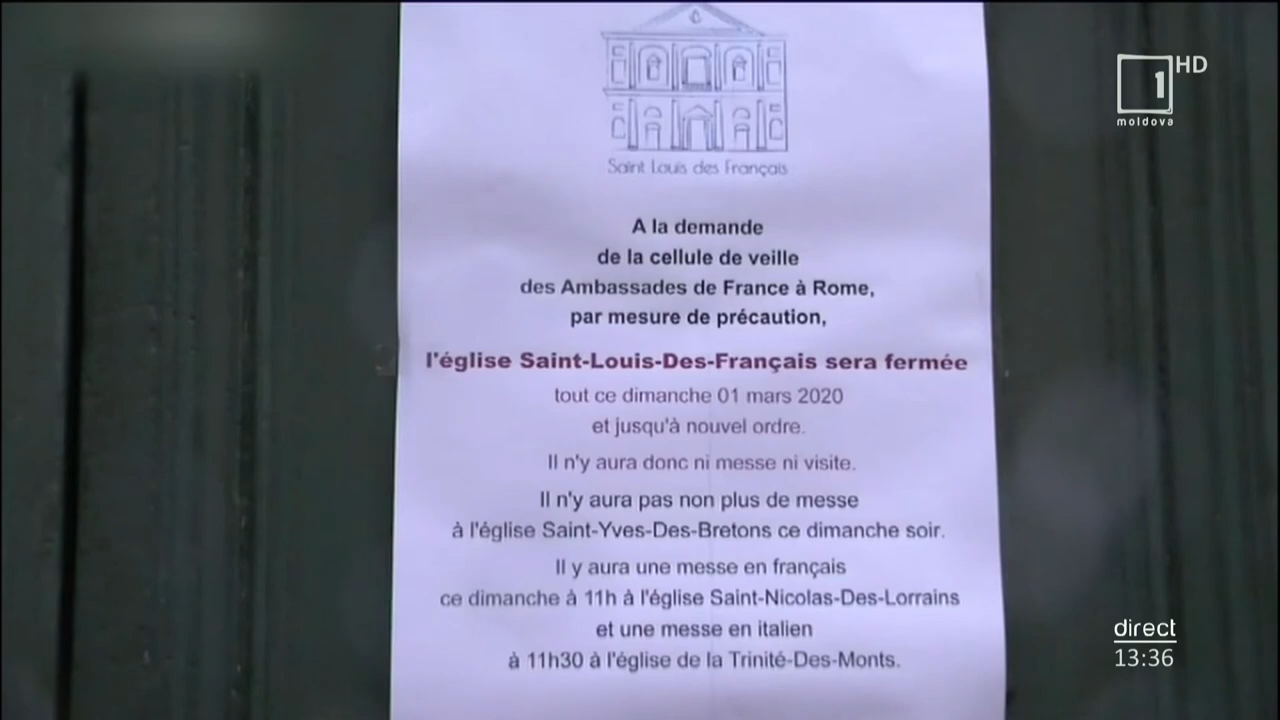 Saint Louis des Français
A la demande
de la cellule de veille
des Ambassades de France à Rome,
par mesure de précaution,
l'église Saint-Louis-Des-Français sera fermée
tout ce dimanche 01 mars 2020
et jusqu'à nouvel ordre.
Il n'y aura donc ni messe ni visite.
Il n'y aura pas non plus de messe
à l'église Saint-Yves-Des-Bretons ce dimanche soir.
Il y aura une messe en français
ce dimanche à 11h à l'église Saint-Nicolas-Des-Lorrains
et une messe en italien
à 11h30 à l'église de la Trinité-Des-Monts.
1 HD
moldova
direct
13:36